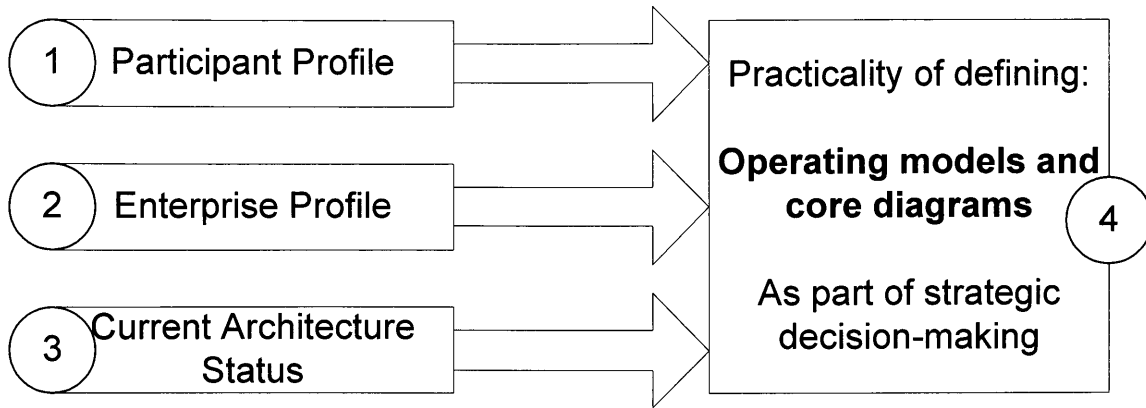 1
Participant Profile
2
Enterprise Profile
3
Current Architecture
Status
Practicality of defining:
Operating models and
core diagrams
4
As part of strategic
decision-making